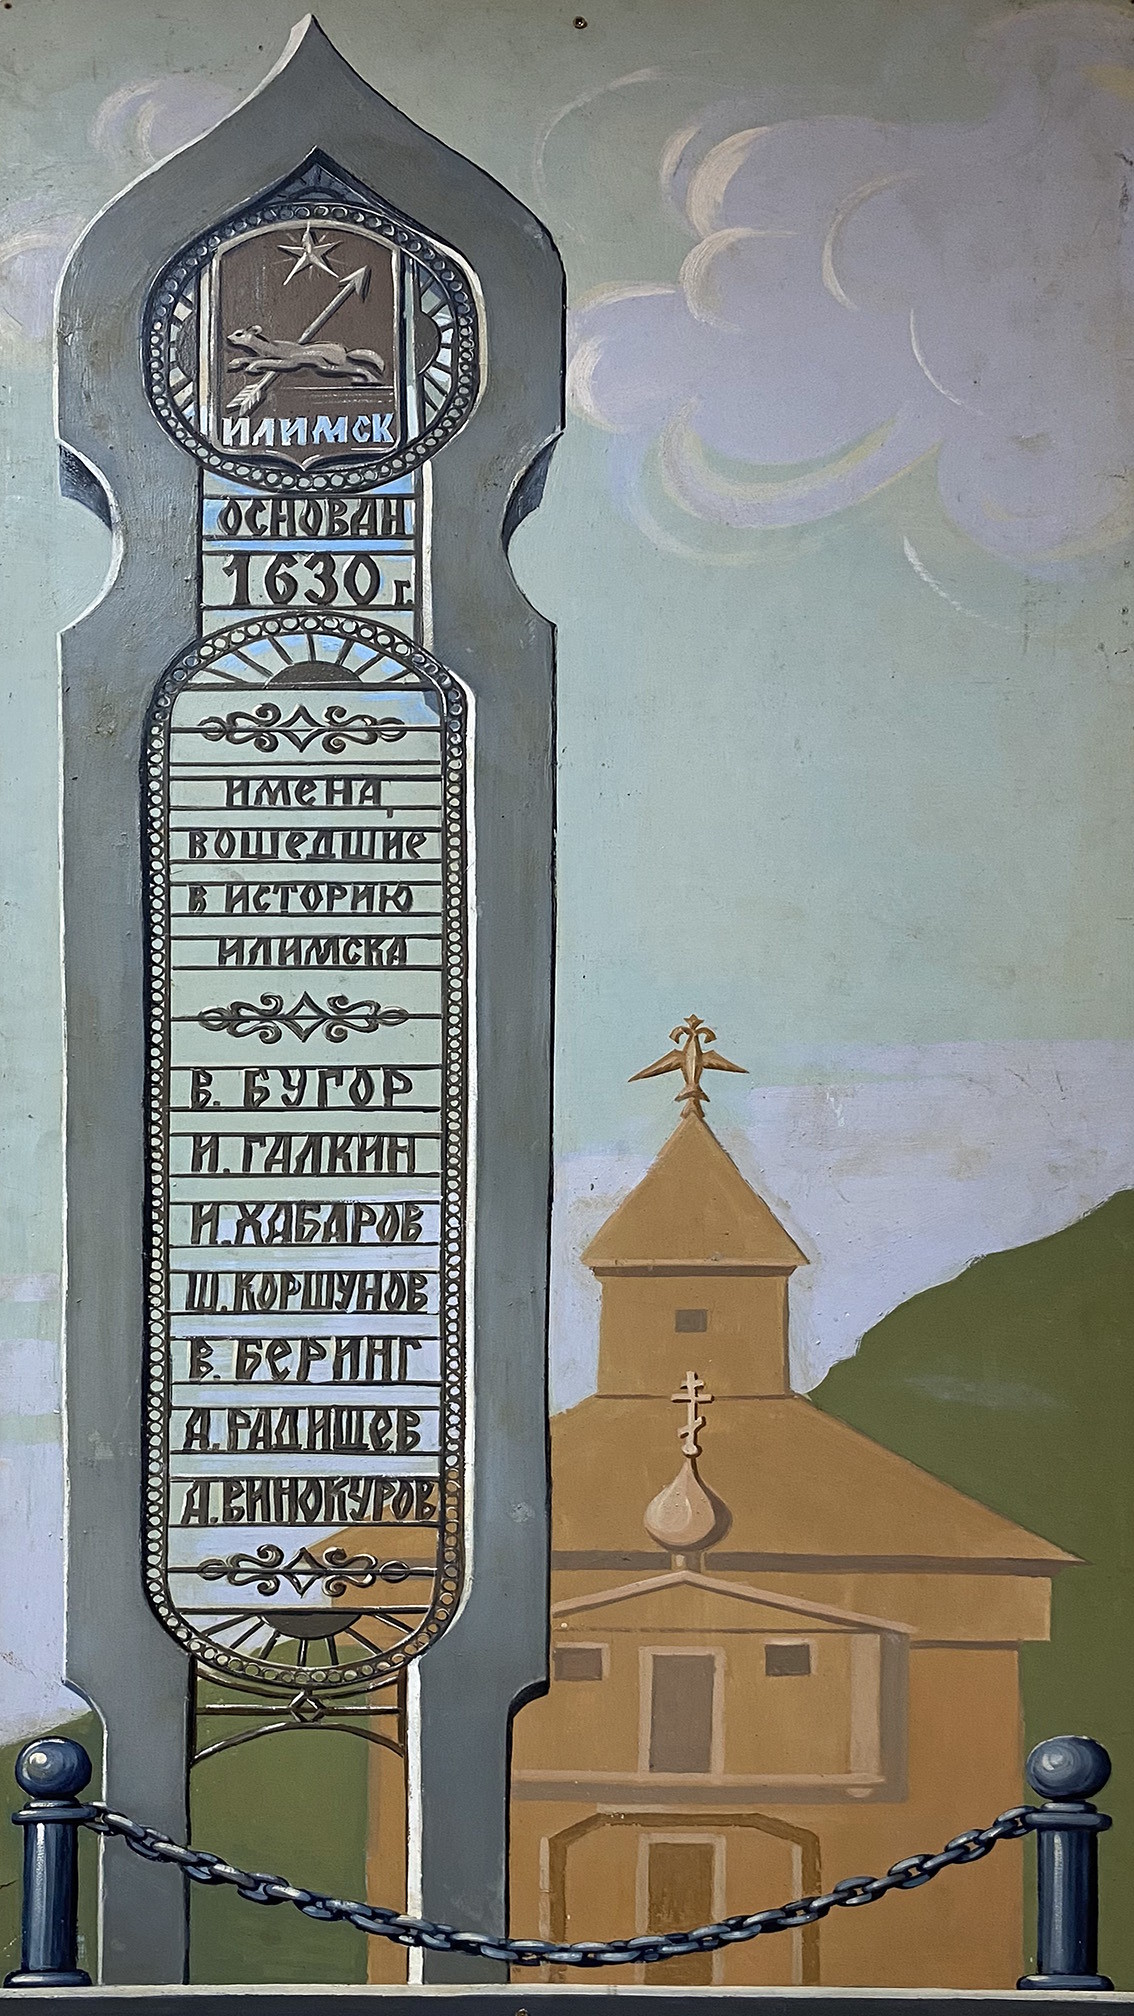 ИЛИМСК
ОСНОВАН
1630 г.
ИМЕНА,
ВОШЕДШИЕ
В ИСТОРИЮ
ИЛИМСКА
В. БУГОР
И. ГАЛКИН
И. ХАБАРОВ
Ш. КОРШУНОВ
В. БЕРИНГ
А. РАДИЩЕВ
А. ВИНОКУРОВ